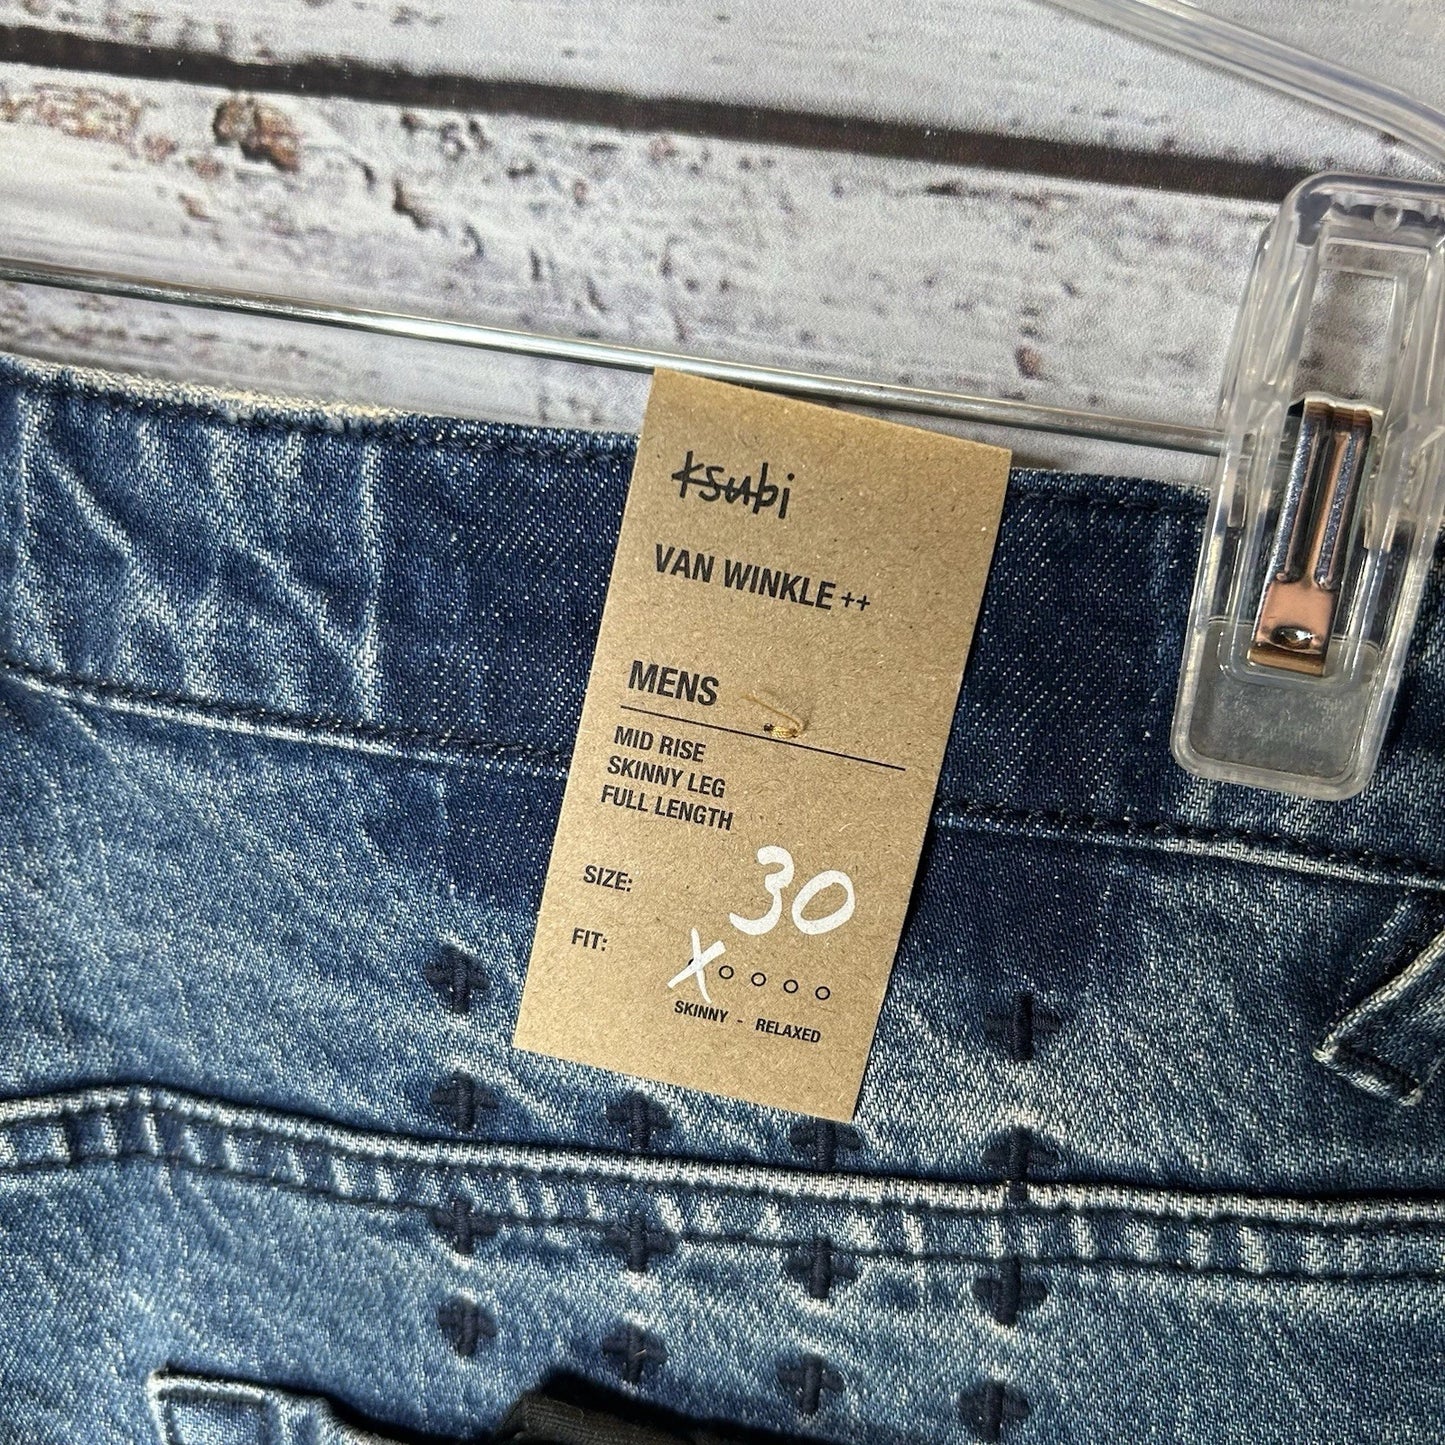 Ksubi
VAN WINKLE ++
MENS
MID RISE
SKINNY LEG
FULL LENGTH
SIZE: 30
FIT: X O O O O
SKINNY - RELAXED